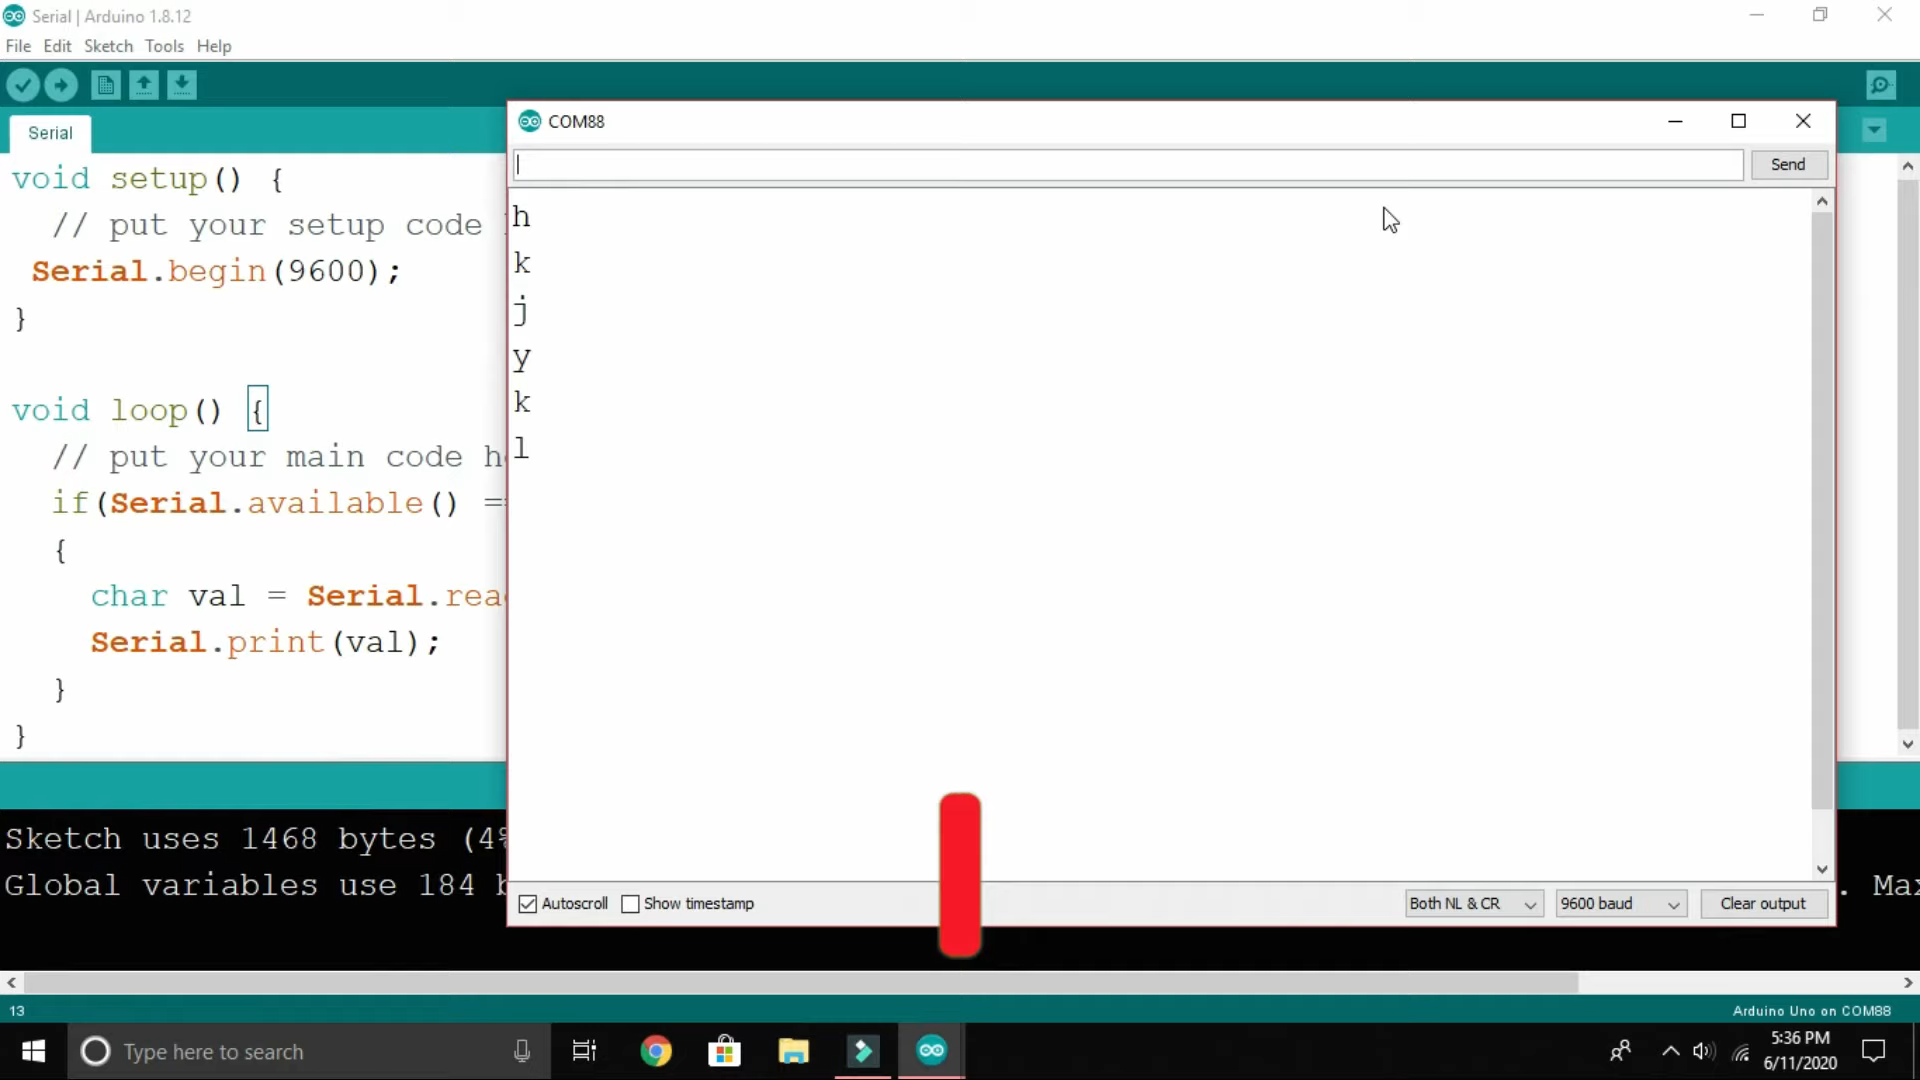 Serial | Arduino 1.8.12
File Edit Sketch Tools Help
Serial
void setup() {
// put your setup code
Serial.begin(9600);
}
void loop() {
// put your main code h
if(Serial.available() ==
{
char val = Serial.rea
Serial.print(val);
}
}
COM88
Send
h
k
j
y
k
l
Autoscroll Show timestamp Both NL & CR 9600 baud Clear output
Sketch uses 1468 bytes (4%
Global variables use 184 b . Max
13 Arduino Uno on COM88
Type here to search
5:36 PM
6/11/2020